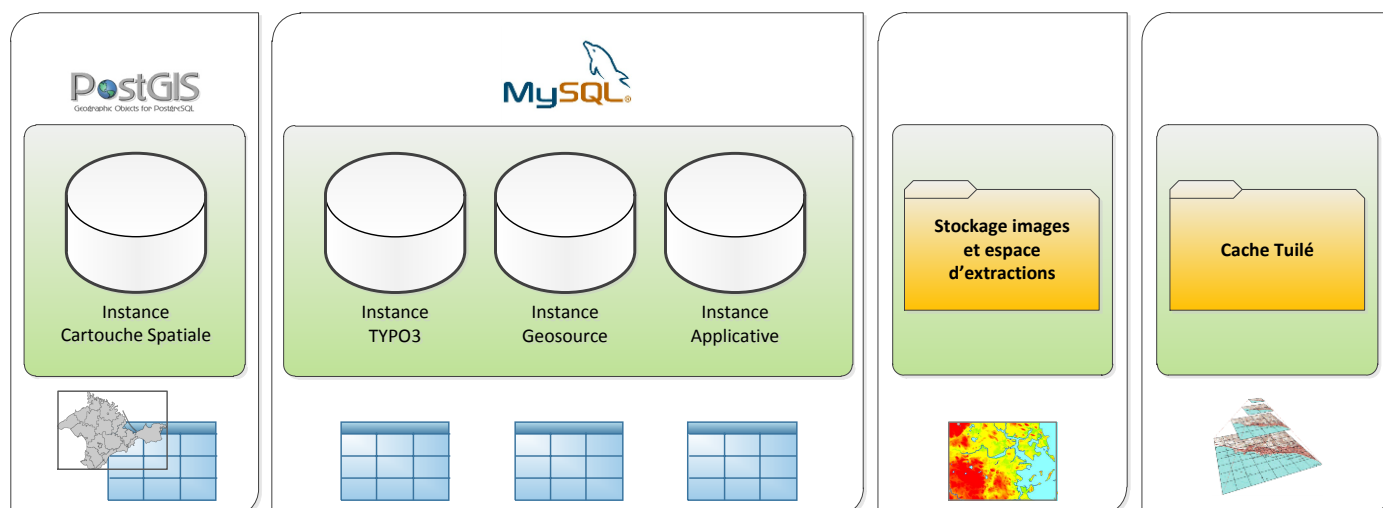 PostGIS
Geographic Objects for PostgreSQL
Instance
Cartouche Spatiale
MySQL®
Instance
TYPO3
Instance
Geosource
Instance
Applicative
Stockage images
et espace
d’extractions
Cache Tuilé